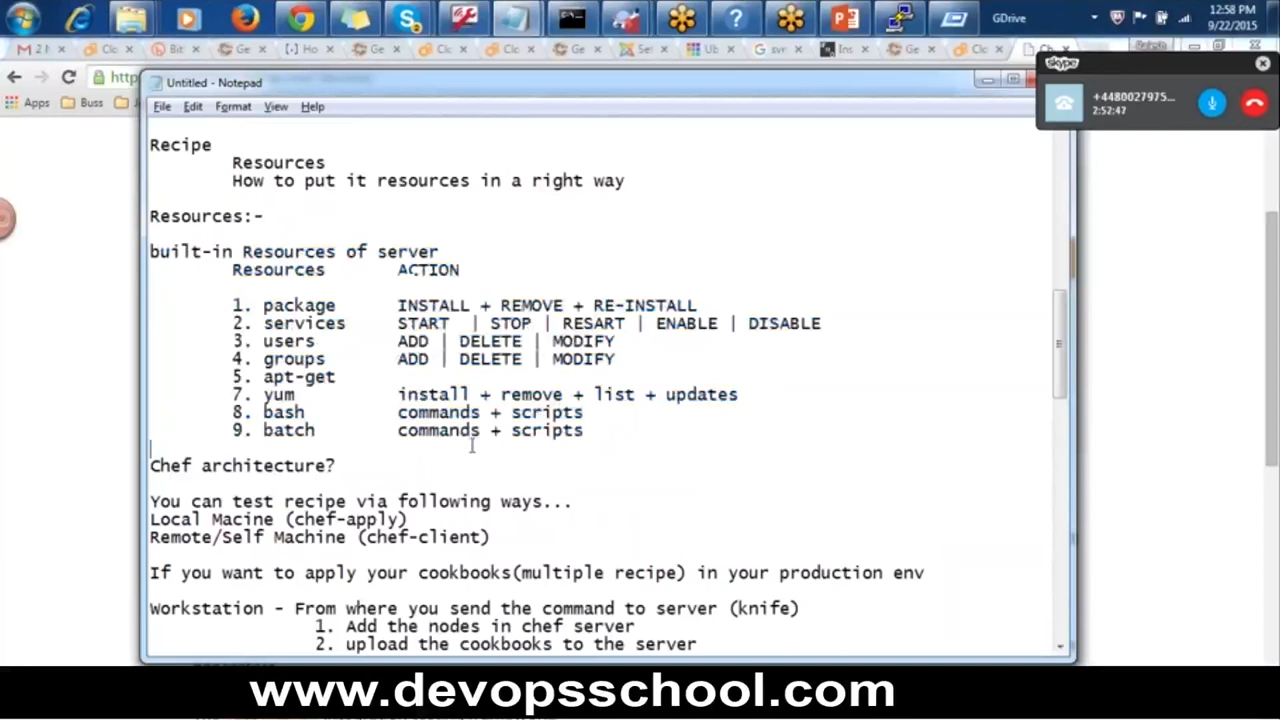 GDrive
12:58 PM
9/22/2015
https
Apps Buss
Untitled - Notepad
File Edit Format View Help
skype
+4480027975...
2:52:47
Recipe
Resources
How to put it resources in a right way
Resources:-
built-in Resources of server
Resources ACTION
1. package INSTALL + REMOVE + RE-INSTALL
2. services START | STOP | RESART | ENABLE | DISABLE
3. users ADD | DELETE | MODIFY
4. groups ADD | DELETE | MODIFY
5. apt-get
7. yum install + remove + list + updates
8. bash commands + scripts
9. batch commands + scripts
Chef architecture?
You can test recipe via following ways...
Local Macine (chef-apply)
Remote/Self Machine (chef-client)
If you want to apply your cookbooks(multiple recipe) in your production env
Workstation - From where you send the command to server (knife)
1. Add the nodes in chef server
2. upload the cookbooks to the server
www.devopsschool.com